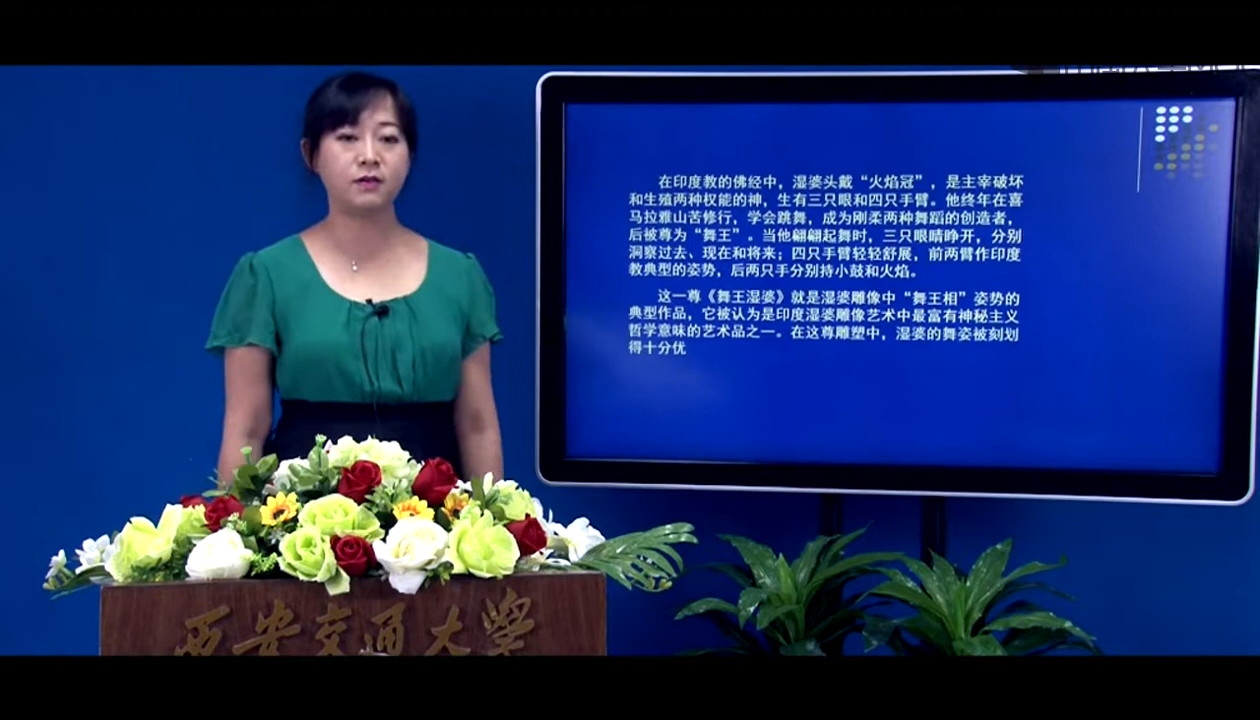 在印度教的佛经中，湿婆头戴“火焰冠”，是主宰破坏
和生殖两种权能的神，生有三只眼和四只手臂。他终年在喜
马拉雅山苦修行，学会跳舞，成为刚柔两种舞蹈的创造者，
后被尊为“舞王”。当他翩翩起舞时，三只眼睛睁开，分别
洞察过去、现在和将来；四只手臂轻轻舒展，前两臂作印度
教典型的姿势，后两只手分别持小鼓和火焰。
这一尊《舞王湿婆》就是湿婆雕像中“舞王相”姿势的
典型作品，它被认为是印度湿婆雕像艺术中最富有神秘主义
哲学意味的艺术品之一。在这尊雕塑中，湿婆的舞姿被刻划
得十分优
西安交通大学